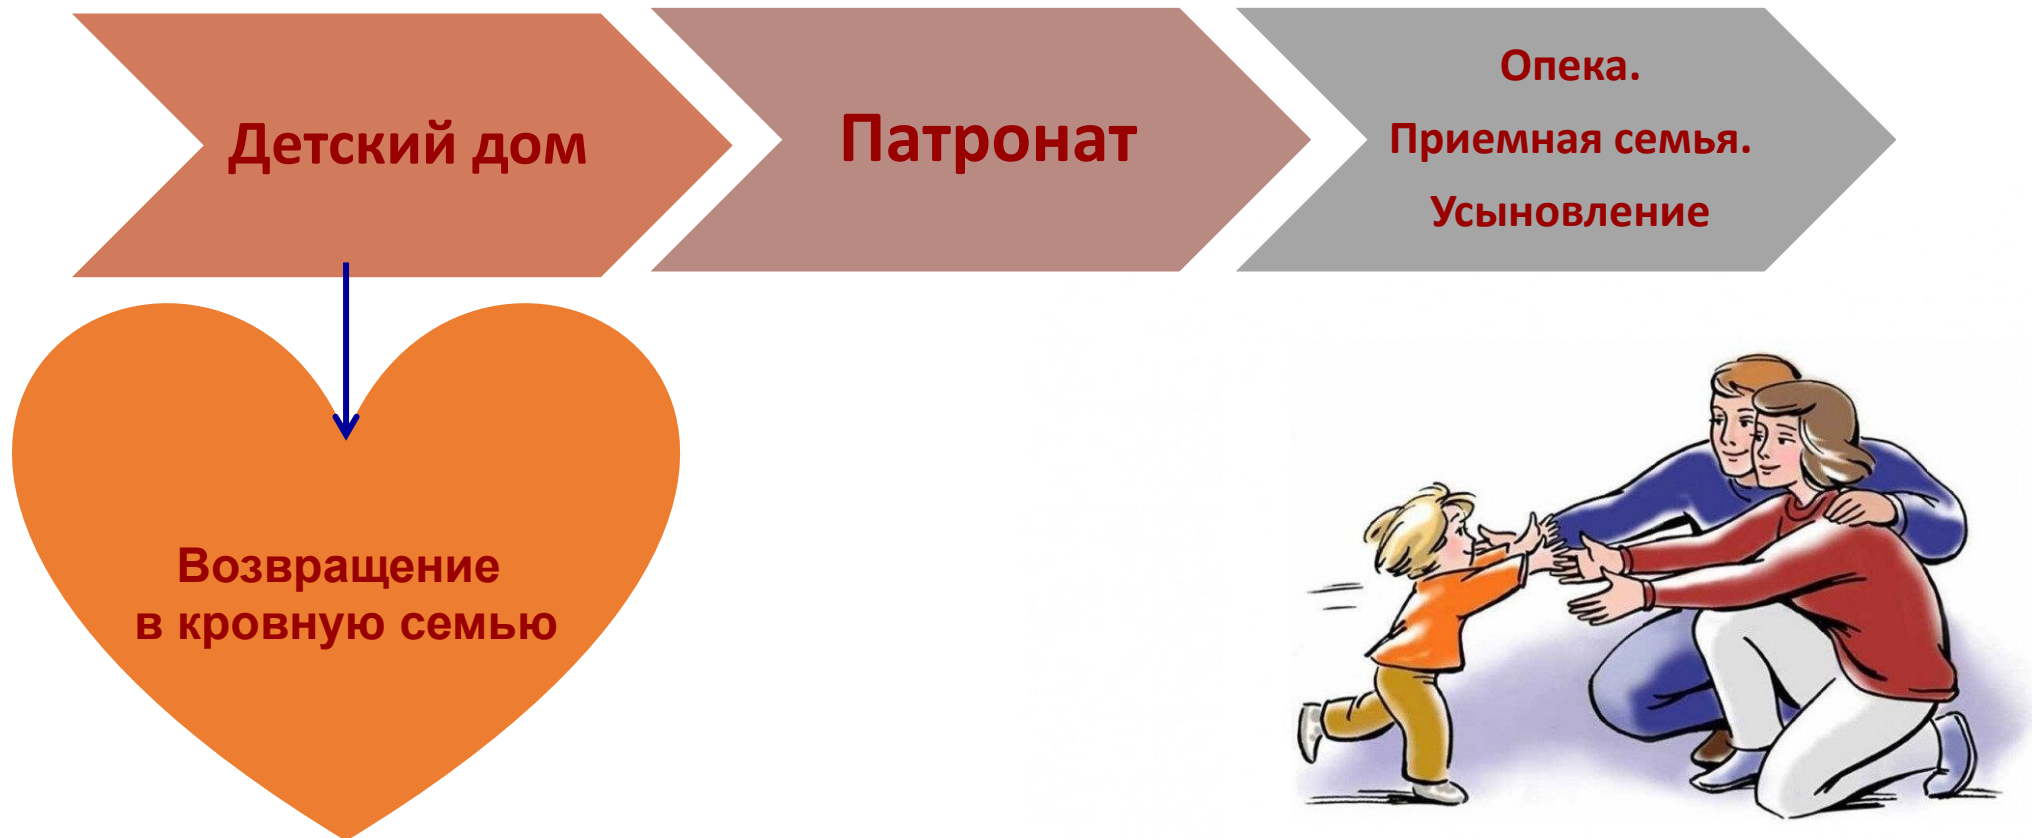 Детский дом
Патронат
Опека.
Приемная семья.
Усыновление
Возвращение
в кровную семью